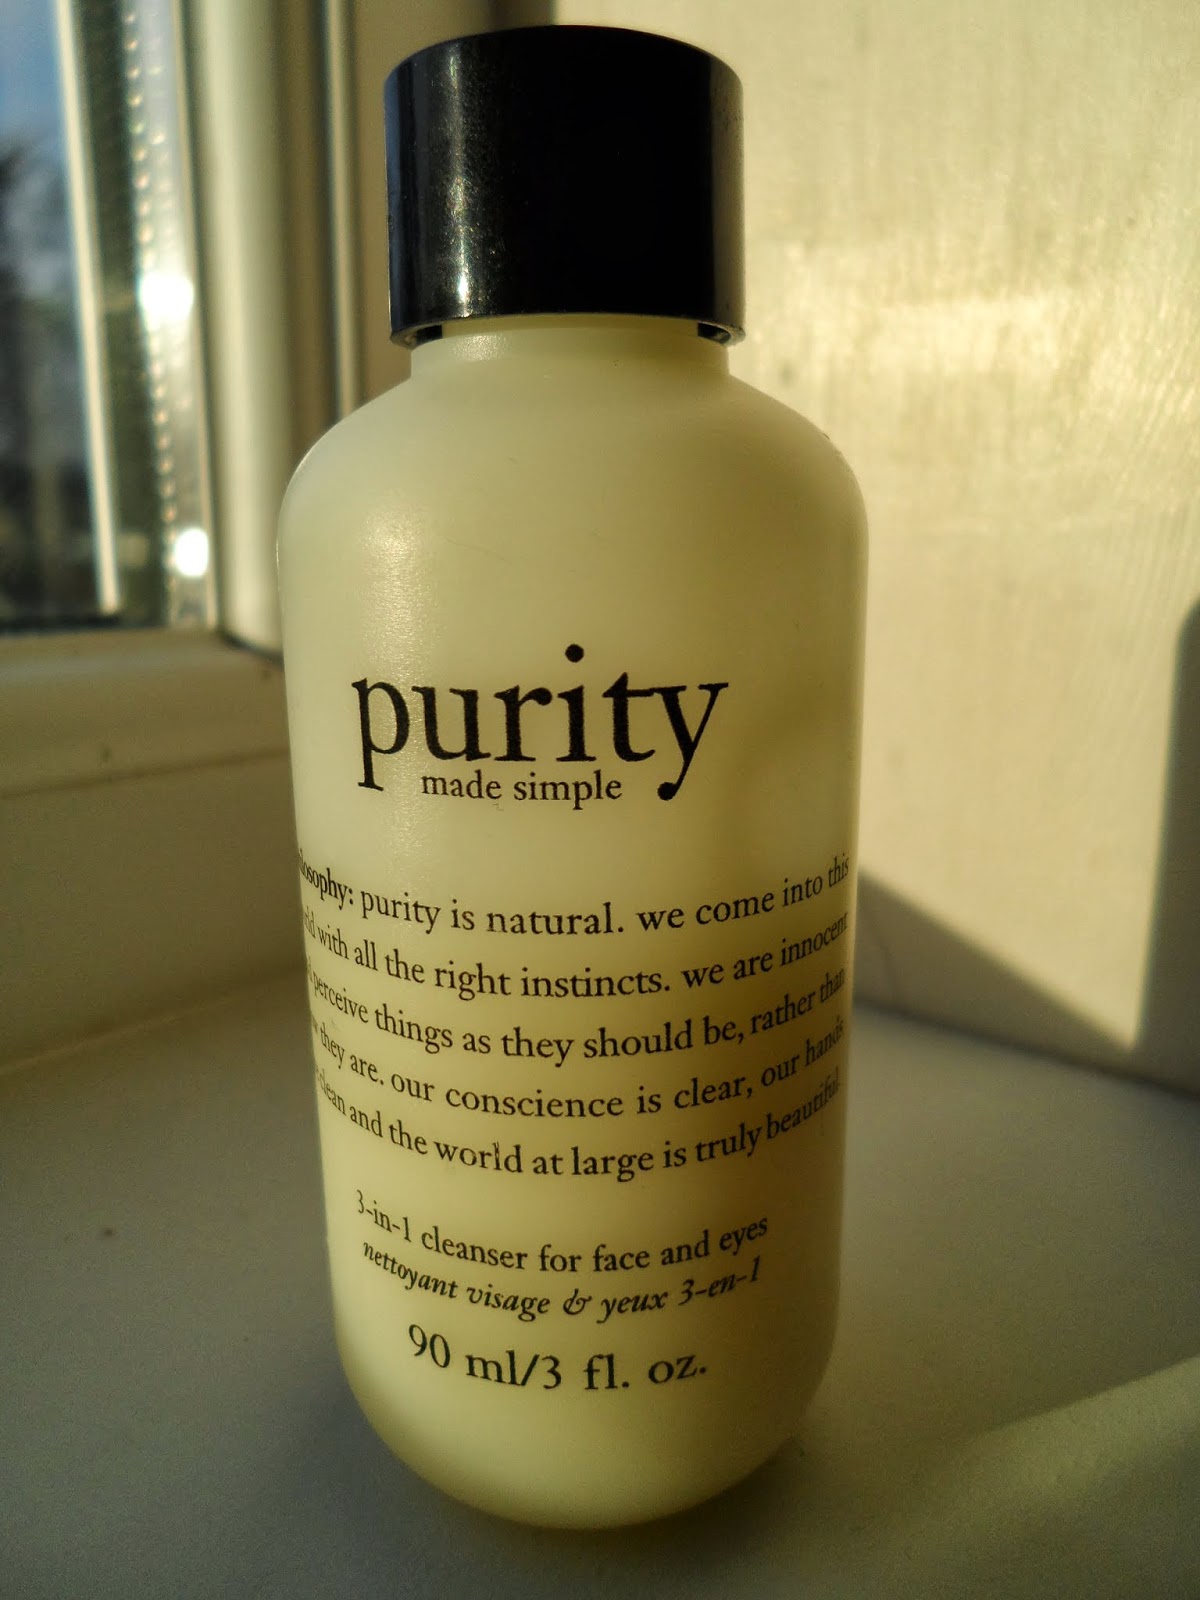 purity
made simple
purity is natural. we come into this
with all the right instincts. we are innocent
perceive things as they should be, rather than
they are. our conscience is clear, our hands
clean and the world at large is truly beautiful.
3-in-1 cleanser for face and eyes
nettoyant visage & yeux 3-en-1
90 ml/3 fl. oz.